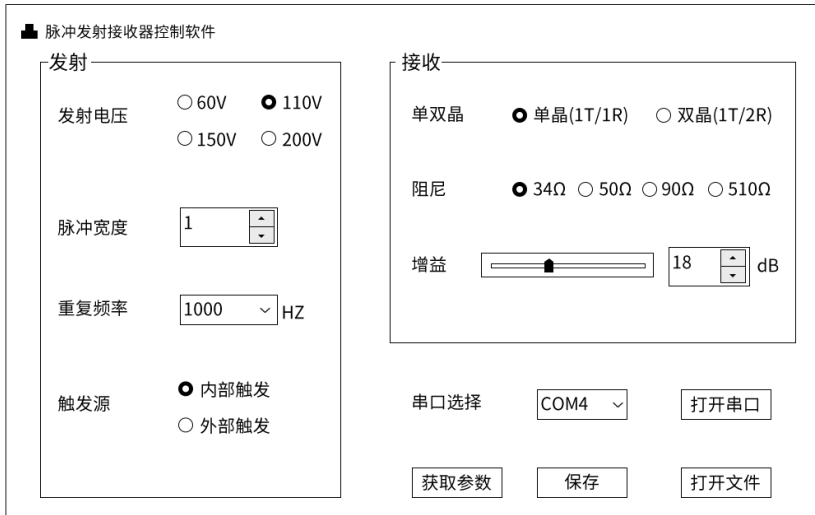 脉冲发射接收器控制软件
发射
发射电压
60V
110V
150V
200V
脉冲宽度
1
重复频率
1000
HZ
触发源
内部触发
外部触发
接收
单双晶
单晶(1T/1R)
双晶(1T/2R)
阻尼
34Ω
50Ω
90Ω
510Ω
增益
18
dB
串口选择
COM4
打开串口
获取参数
保存
打开文件